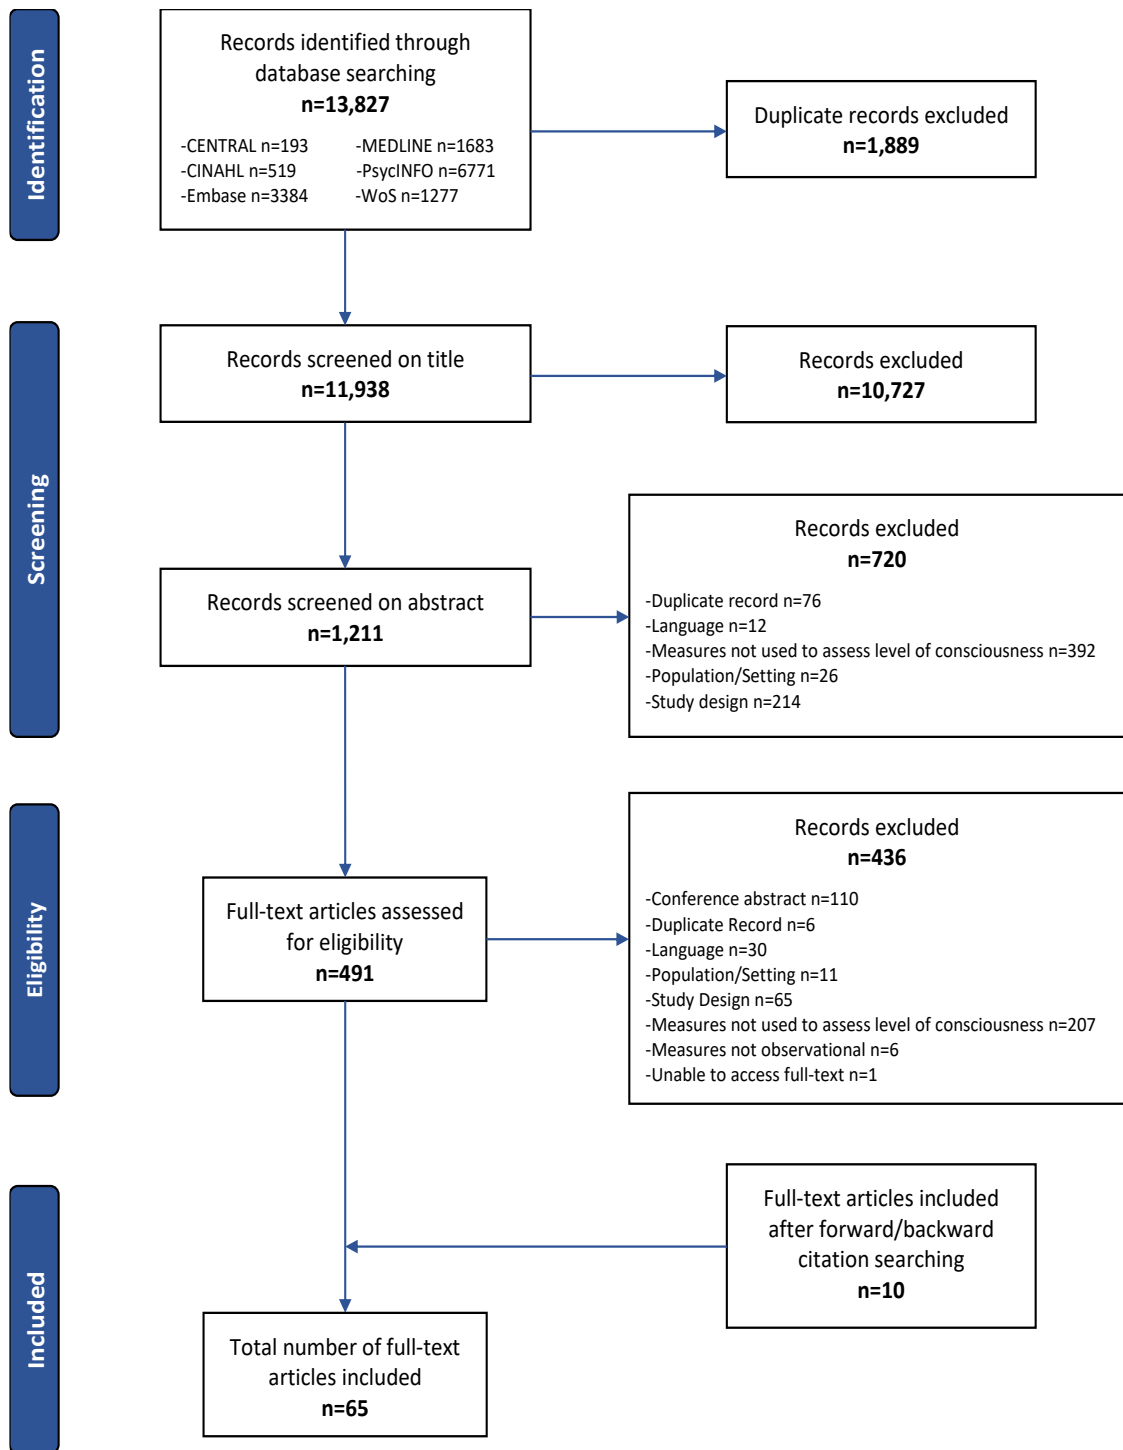 Identification
Records identified through
database searching
n=13,827
-CENTRAL n=193
-MEDLINE n=1683
-CINAHL n=519
-PsycINFO n=6771
-Embase n=3384
-WoS n=1277
Duplicate records excluded
n=1,889
Screening
Records screened on title
n=11,938
Records excluded
n=10,727
Records screened on abstract
n=1,211
Records excluded
n=720
-Duplicate record n=76
-Language n=12
-Measures not used to assess level of consciousness n=392
-Population/Setting n=26
-Study design n=214
Eligibility
Full-text articles assessed
for eligibility
n=491
Records excluded
n=436
-Conference abstract n=110
-Duplicate Record n=6
-Language n=30
-Population/Setting n=11
-Study Design n=65
-Measures not used to assess level of consciousness n=207
-Measures not observational n=6
-Unable to access full-text n=1
Included
Full-text articles included
after forward/backward
citation searching
n=10
Total number of full-text
articles included
n=65